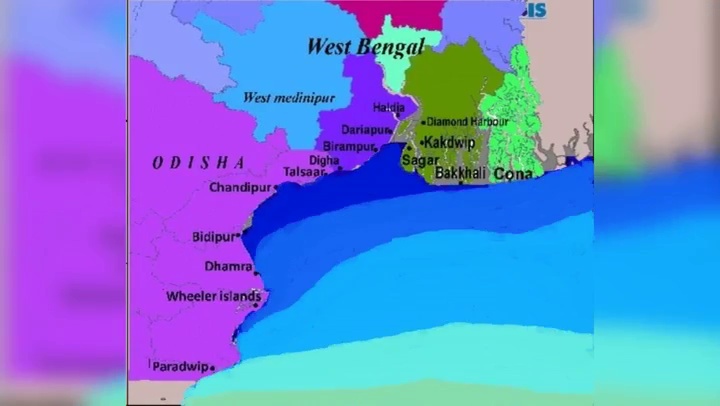 IS
West Bengal
West medinipur
Haldia
Diamond Harbour
Dariapur
Kakdwip
Birampur
ODISHA
Digha
Sagar
Talsaar
Bakkhali
Cona
Chandipur
Bidipur
Dhamra
Wheeler Islands
Paradwip